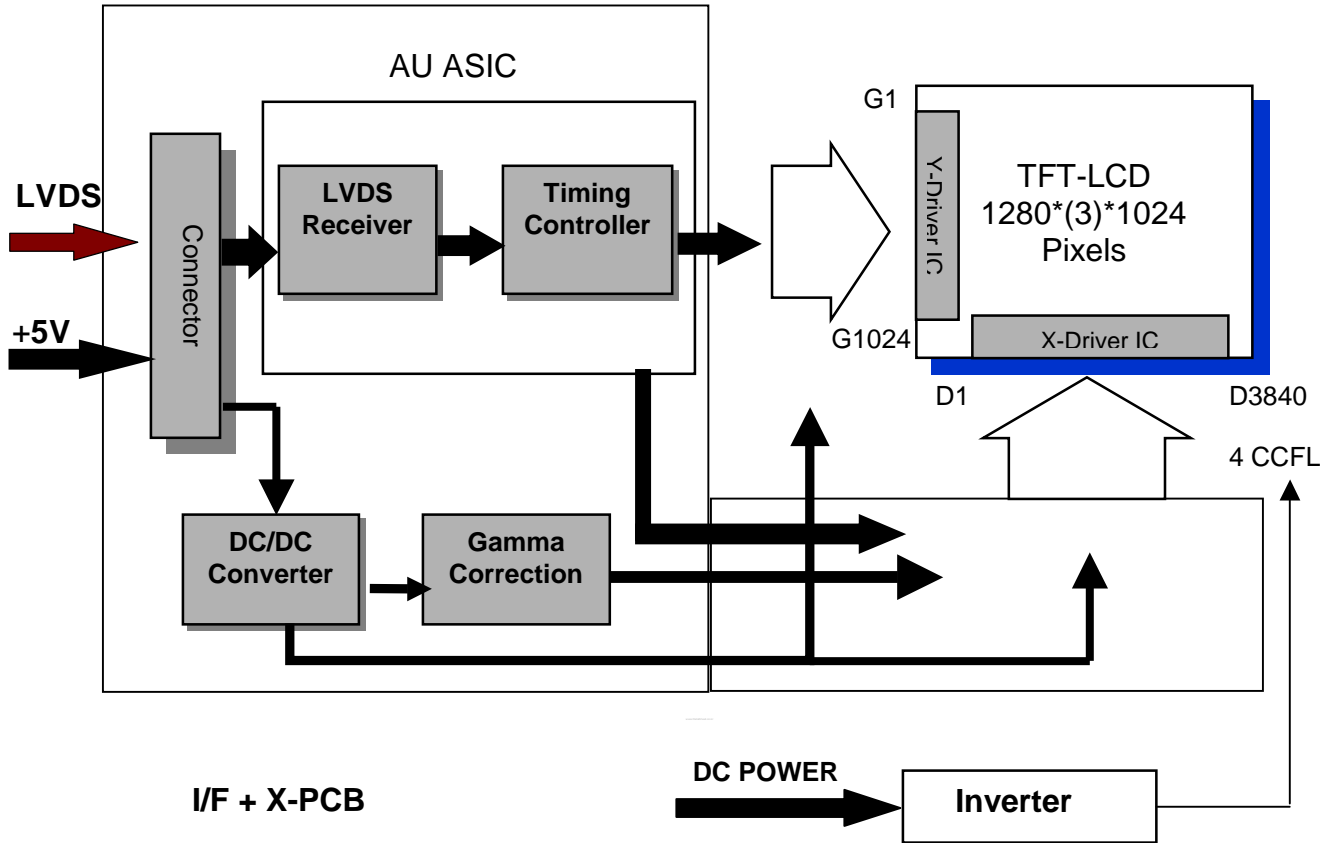 AU ASIC
LVDS
+5V
Connector
LVDS
Receiver
Timing
Controller
G1
G1024
Y-Driver IC
TFT-LCD
1280*(3)*1024
Pixels
X-Driver IC
D1
D3840
4 CCFL
DC/DC
Converter
Gamma
Correction
I/F + X-PCB
DC POWER
Inverter